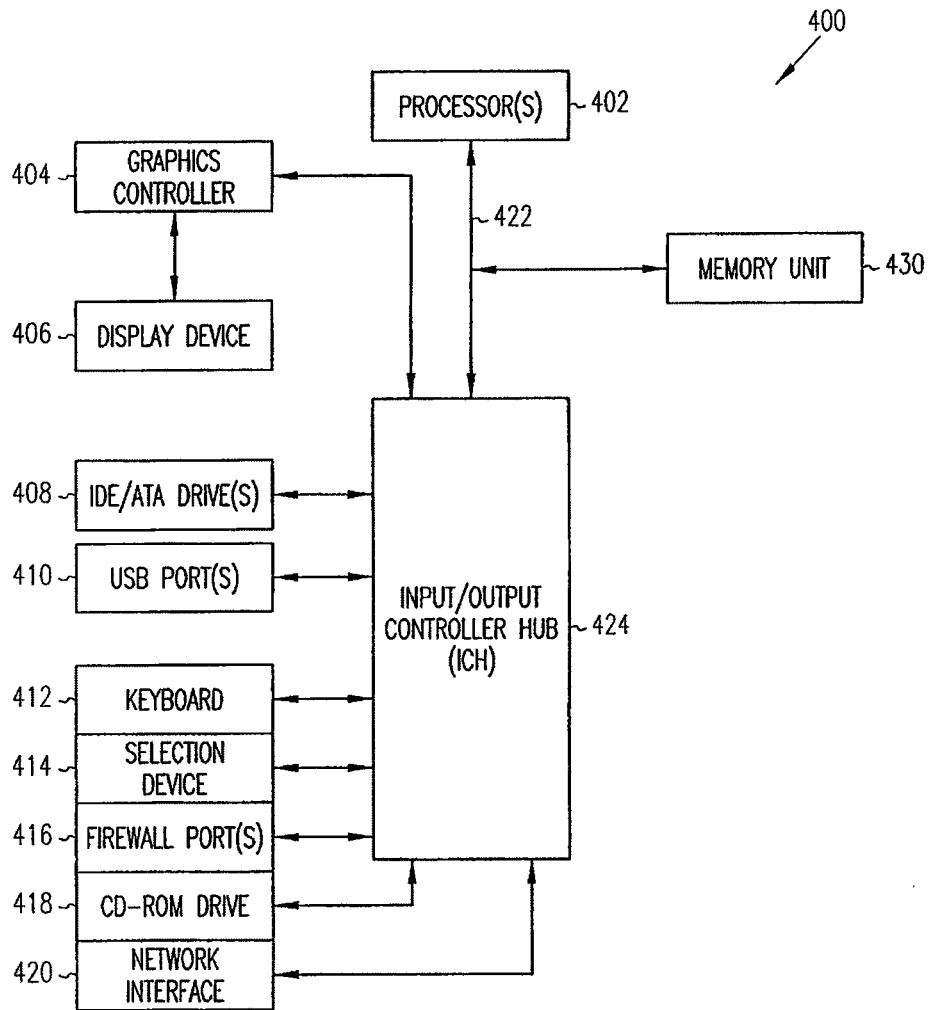 400
PROCESSOR(S)
402
404
GRAPHICS
CONTROLLER
422
MEMORY UNIT
430
406
DISPLAY DEVICE
408
IDE/ATA DRIVE(S)
410
USB PORT(S)
INPUT/OUTPUT
CONTROLLER HUB
(ICH)
424
412
KEYBOARD
414
SELECTION
DEVICE
416
FIREWALL PORT(S)
418
CD-ROM DRIVE
420
NETWORK
INTERFACE